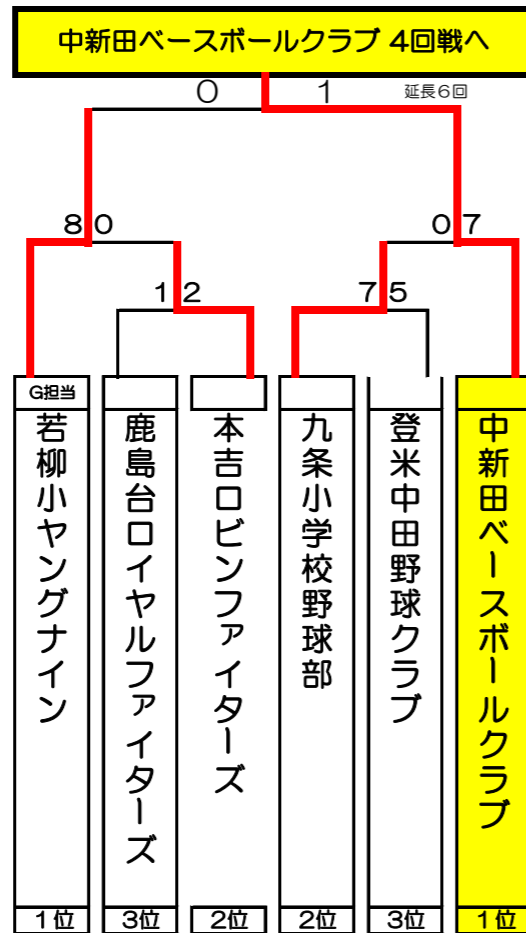 中新田ベースボールクラブ 4回戦へ
0 1 延長6回
8 0 0 7
1 2 7 5
G担当
若柳小ヤングナイン
鹿島台ロイヤルファイターズ
本吉ロビンファイターズ
九条小学校野球部
登米中田野球クラブ
中新田ベースボールクラブ
1位 3位 2位 2位 3位 1位